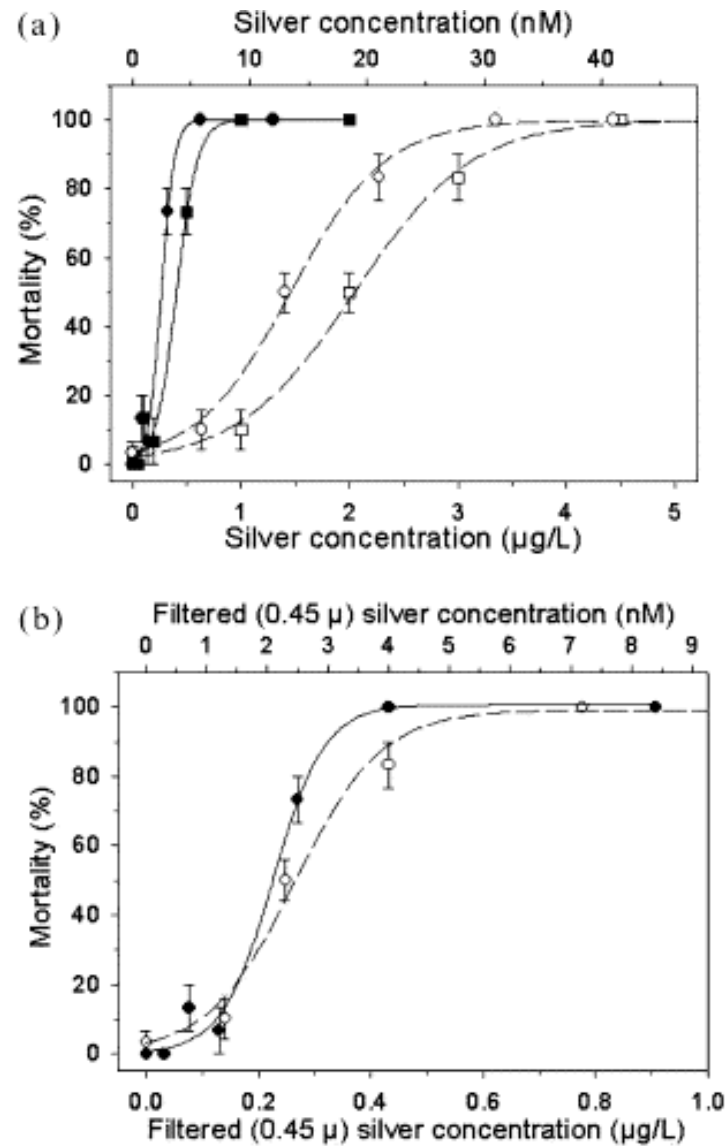 (a)
Silver concentration (nM)
0 10 20 30 40
Mortality (%)
100
80
60
40
20
0
0 1 2 3 4 5
Silver concentration (µg/L)
(b)
Filtered (0.45 µ) silver concentration (nM)
0 1 2 3 4 5 6 7 8 9
Mortality (%)
100
80
60
40
20
0
0.0 0.2 0.4 0.6 0.8 1.0
Filtered (0.45 µ) silver concentration (µg/L)